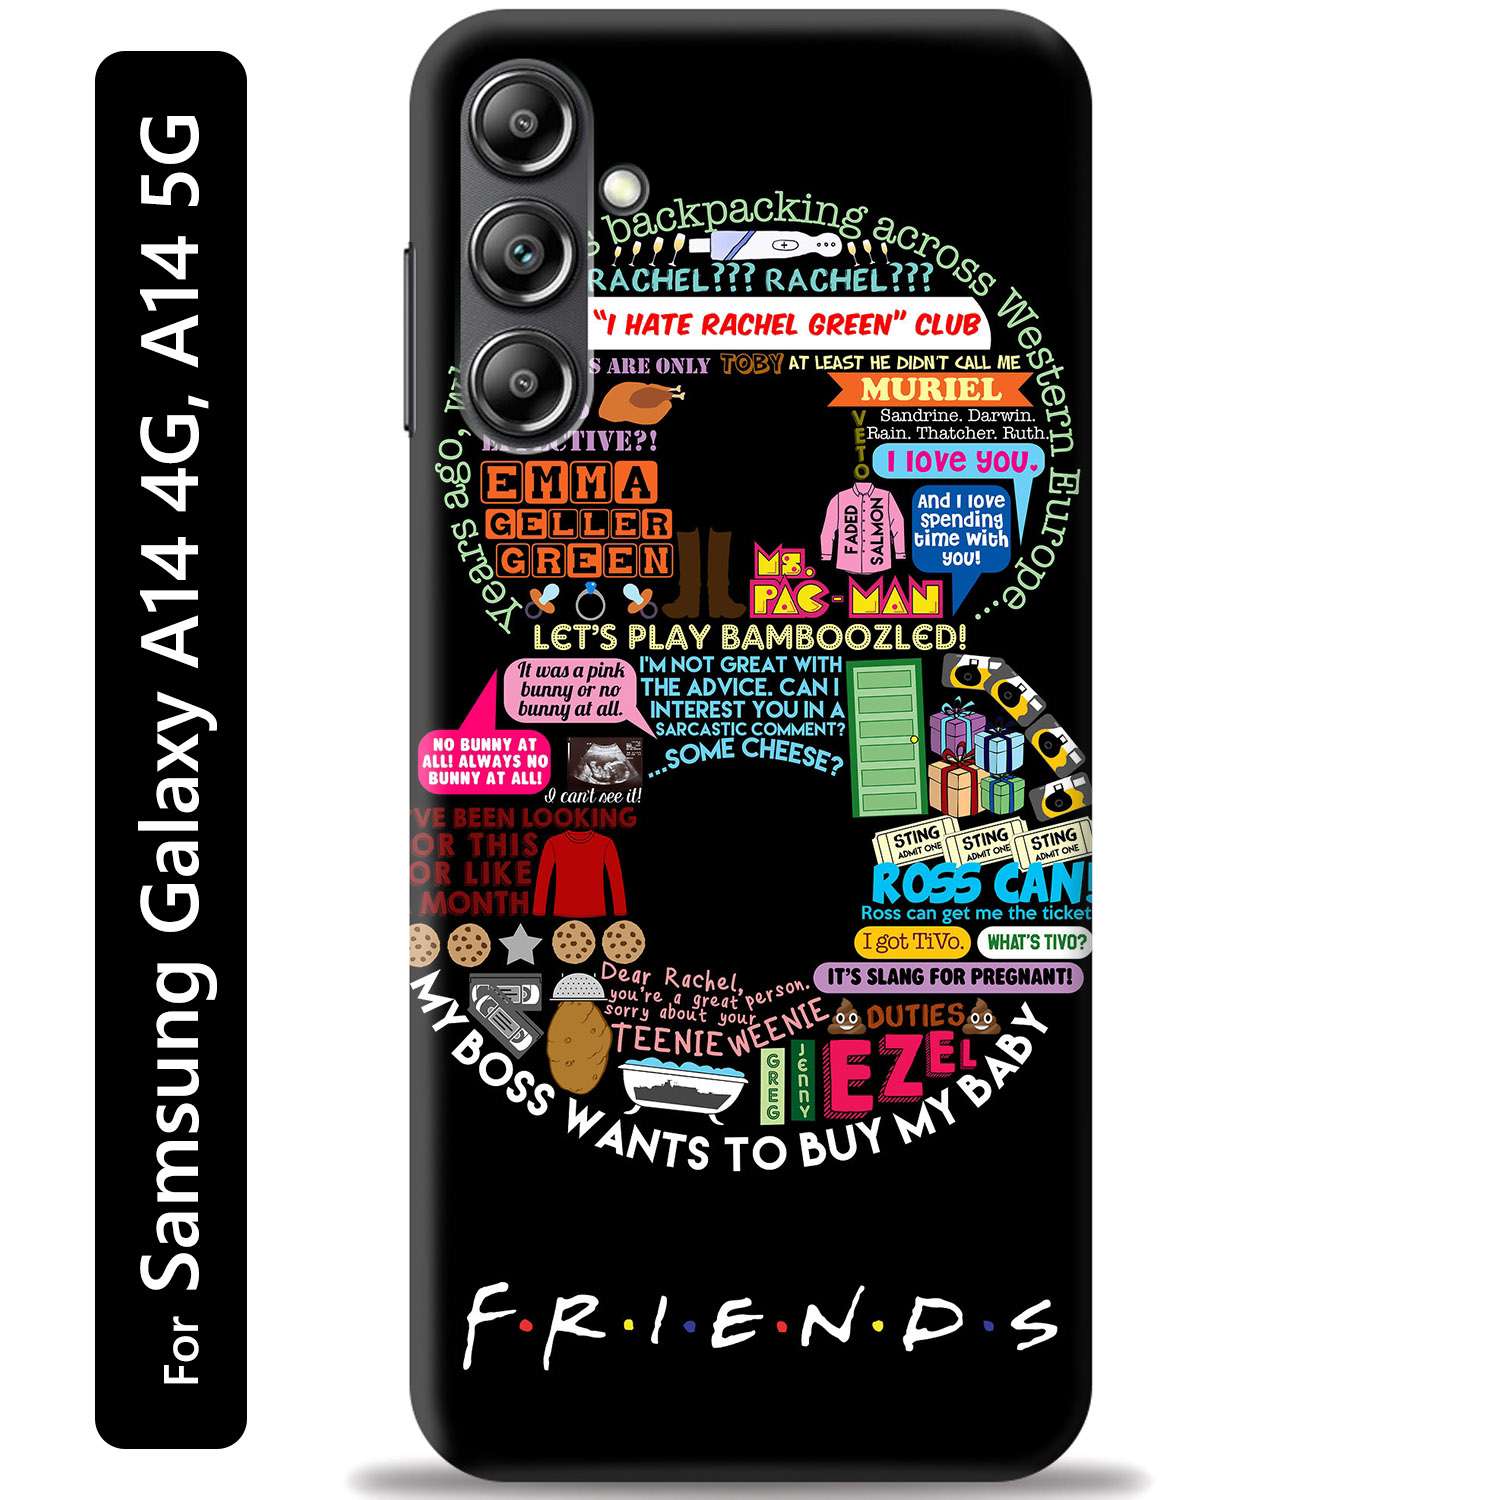 For Samsung Galaxy A14 4G, A14 5G
Years ago, backpacking across Western Europe...
RACHEL??? RACHEL???
"I HATE RACHEL GREEN" CLUB
ARE ONLY TOBY AT LEAST HE DIDN'T CALL ME
MURIEL
VETO
Sandrine. Darwin.
Rain. Thatcher. Ruth.
I love you.
EMMA
GELLER
GREEN
FADED
SALMON
And I love
spending
time with
you!
MS.
PAC-MAN
LET'S PLAY BAMBOOZLED!
It was a pink
bunny or no
bunny at all.
NO BUNNY AT
ALL! ALWAYS NO
BUNNY AT ALL!
I'M NOT GREAT WITH
THE ADVICE. CAN I
INTEREST YOU IN A
SARCASTIC COMMENT?
...SOME CHEESE?
I can't see it!
'VE BEEN LOOKING
OR THIS
OR LIKE
MONTH
STING
ADMIT ONE
STING
ADMIT ONE
STING
ADMIT ONE
ROSS CAN!
Ross can get me the ticket
I got TiVo.
WHAT'S TIVO?
IT'S SLANG FOR PREGNANT!
Dear Rachel,
you're a great person.
sorry about your
TEENIE WEENIE
DUTIES
GREG
JENNY
EZEL
MY BOSS WANTS TO BUY MY BABY
F·R·I·E·N·D·S